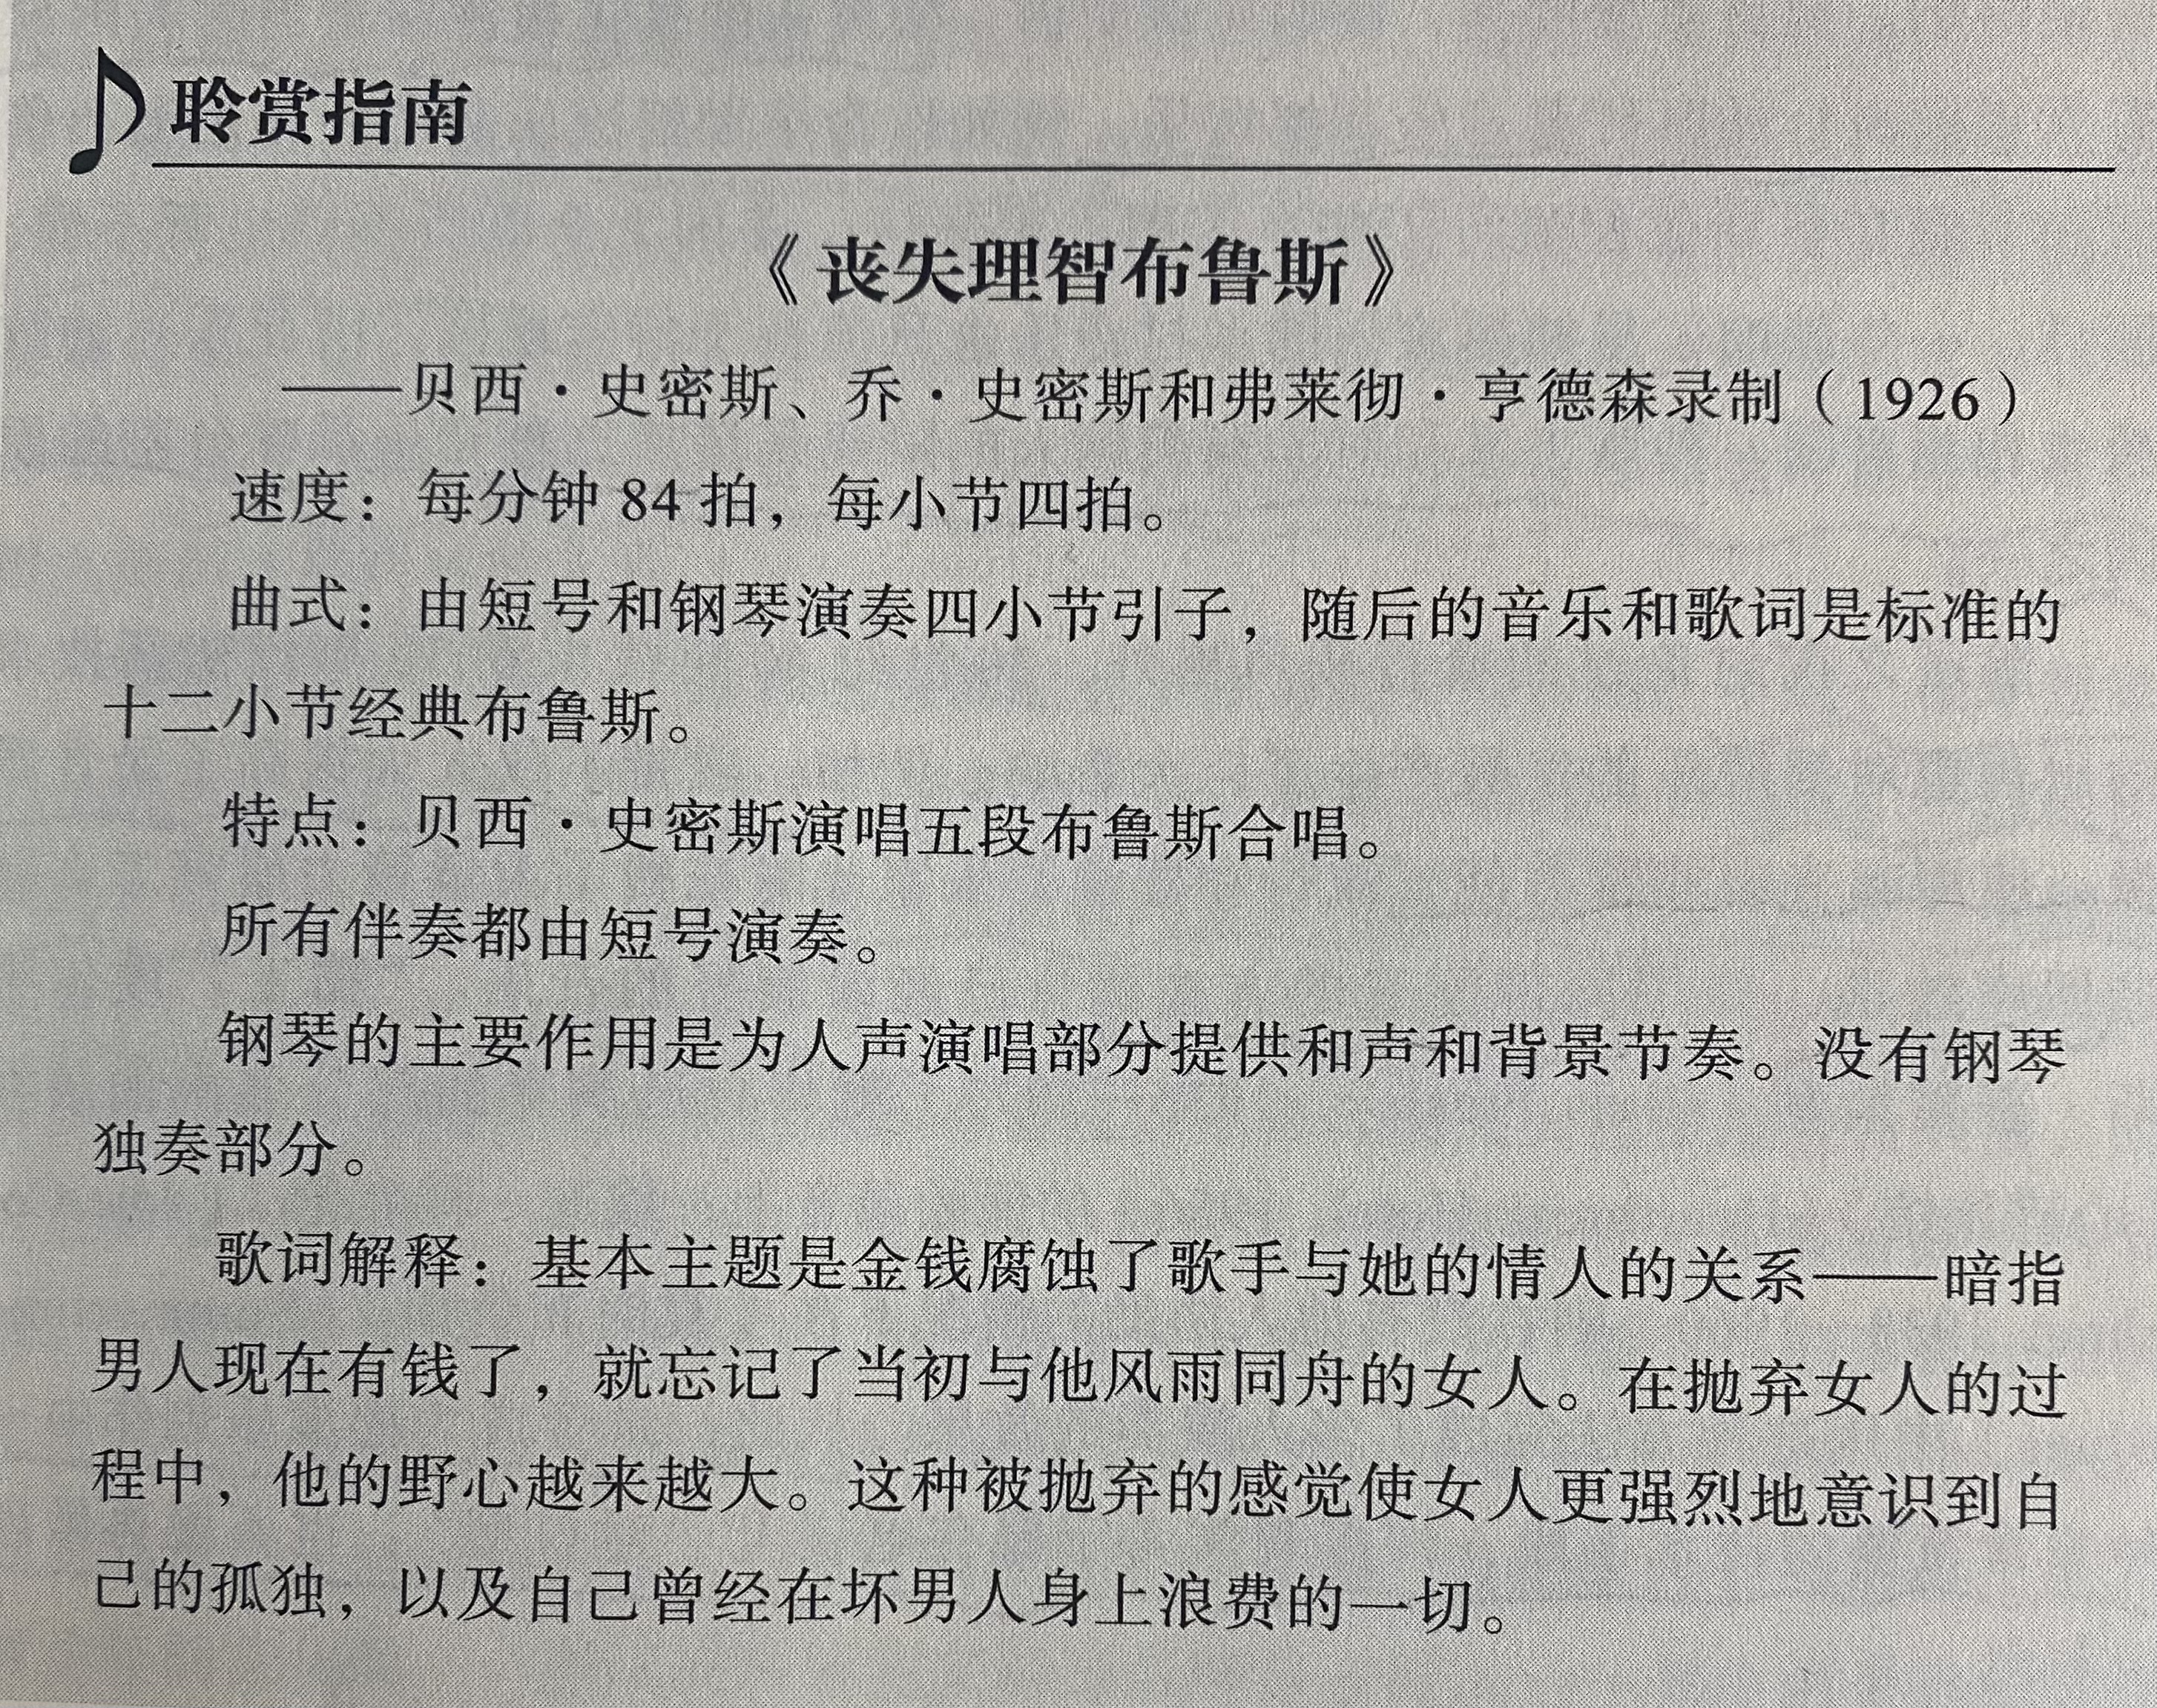 聆赏指南
《丧失理智布鲁斯》
——贝西·史密斯、乔·史密斯和弗莱彻·亨德森录制（1926）
速度：每分钟 84 拍，每小节四拍。
曲式：由短号和钢琴演奏四小节引子，随后的音乐和歌词是标准的
十二小节经典布鲁斯。
特点：贝西·史密斯演唱五段布鲁斯合唱。
所有伴奏都由短号演奏。
钢琴的主要作用是为人声演唱部分提供和声和背景节奏。没有钢琴
独奏部分。
歌词解释：基本主题是金钱腐蚀了歌手与她的情人的关系——暗指
男人现在有钱了，就忘记了当初与他风雨同舟的女人。在抛弃女人的过
程中，他的野心越来越大。这种被抛弃的感觉使女人更强烈地意识到自
己的孤独，以及自己曾经在坏男人身上浪费的一切。